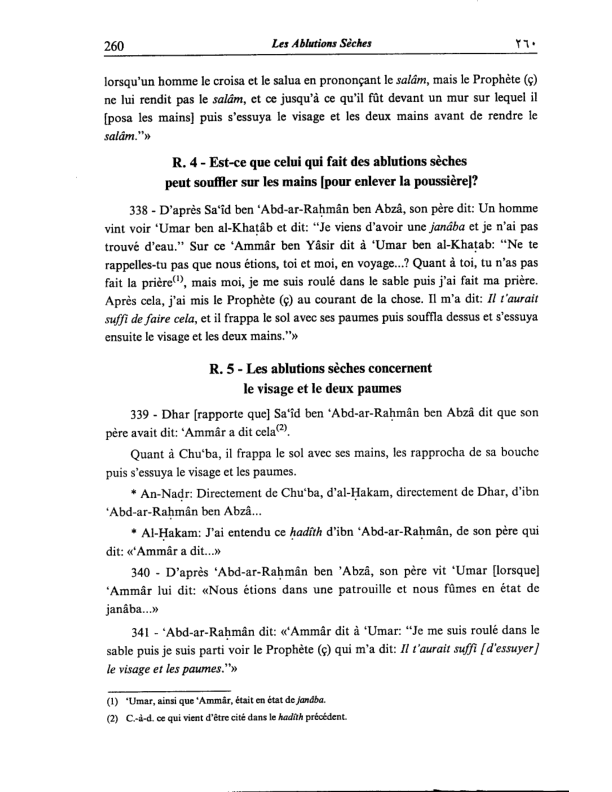 260 Les Ablutions Sèches ٢٦٠
lorsqu'un homme le croisa et le salua en prononçant le salâm, mais le Prophète (ç)
ne lui rendit pas le salâm, et ce jusqu'à ce qu'il fût devant un mur sur lequel il
[posa les mains] puis s'essuya le visage et les deux mains avant de rendre le
salâm."»
R. 4 - Est-ce que celui qui fait des ablutions sèches
peut souffler sur les mains [pour enlever la poussière]?
338 - D'après Sa‘îd ben ‘Abd-ar-Raḥmân ben Abzâ, son père dit: Un homme
vint voir ‘Umar ben al-Khaṭâb et dit: "Je viens d'avoir une janâba et je n'ai pas
trouvé d'eau." Sur ce ‘Ammâr ben Yâsir dit à ‘Umar ben al-Khaṭab: "Ne te
rappelles-tu pas que nous étions, toi et moi, en voyage...? Quant à toi, tu n'as pas
fait la prière(1), mais moi, je me suis roulé dans le sable puis j'ai fait ma prière.
Après cela, j'ai mis le Prophète (ç) au courant de la chose. Il m'a dit: Il t'aurait
suffi de faire cela, et il frappa le sol avec ses paumes puis souffla dessus et s'essuya
ensuite le visage et les deux mains."»
R. 5 - Les ablutions sèches concernent
le visage et le deux paumes
339 - Dhar [rapporte que] Sa‘îd ben ‘Abd-ar-Raḥmân ben Abzâ dit que son
père avait dit: ‘Ammâr a dit cela(2).
Quant à Chu‘ba, il frappa le sol avec ses mains, les rapprocha de sa bouche
puis s'essuya le visage et les paumes.
* An-Naḍr: Directement de Chu‘ba, d'al-Ḥakam, directement de Dhar, d'ibn
‘Abd-ar-Raḥmân ben Abzâ...
* Al-Ḥakam: J'ai entendu ce ḥadîth d'ibn ‘Abd-ar-Raḥmân, de son père qui
dit: «‘Ammâr a dit...»
340 - D'après ‘Abd-ar-Raḥmân ben ’Abzâ, son père vit ‘Umar [lorsque]
‘Ammâr lui dit: «Nous étions dans une patrouille et nous fûmes en état de
janâba...»
341 - ‘Abd-ar-Raḥmân dit: «‘Ammâr dit à ‘Umar: "Je me suis roulé dans le
sable puis je suis parti voir le Prophète (ç) qui m'a dit: Il t'aurait suffi [d'essuyer]
le visage et les paumes."»
(1) ‘Umar, ainsi que ‘Ammâr, était en état de janâba.
(2) C.-à-d. ce qui vient d'être cité dans le hadîth précédent.